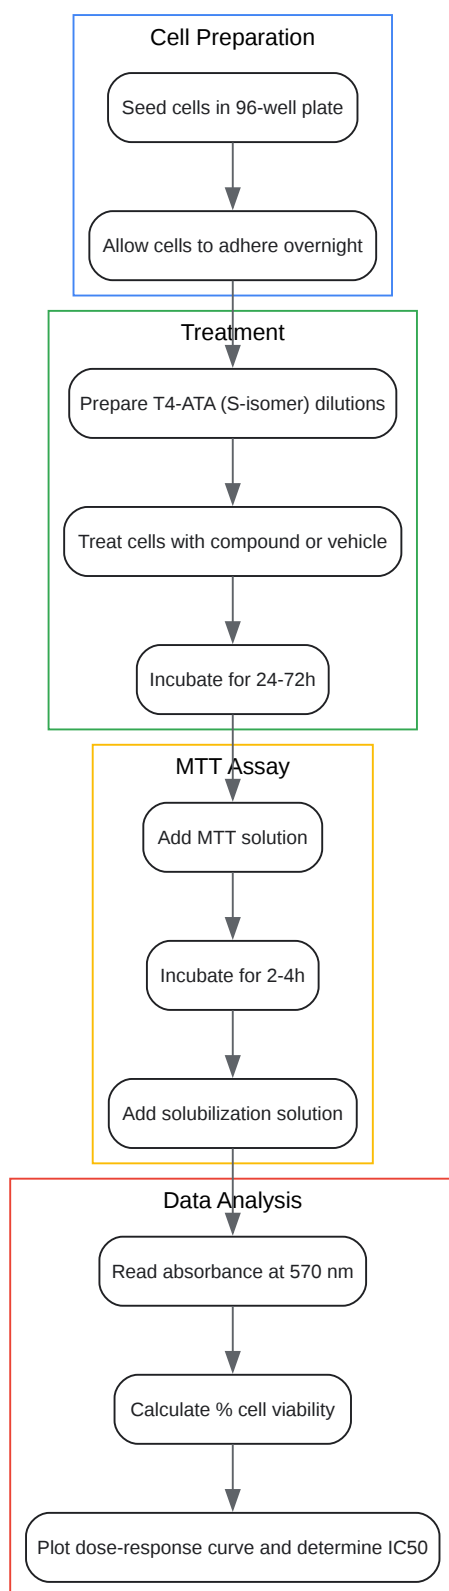 Cell Preparation
Seed cells in 96-well plate
Allow cells to adhere overnight
Treatment
Prepare T4-ATA (S-isomer) dilutions
Treat cells with compound or vehicle
Incubate for 24-72h
MTT Assay
Add MTT solution
Incubate for 2-4h
Add solubilization solution
Data Analysis
Read absorbance at 570 nm
Calculate % cell viability
Plot dose-response curve and determine IC50